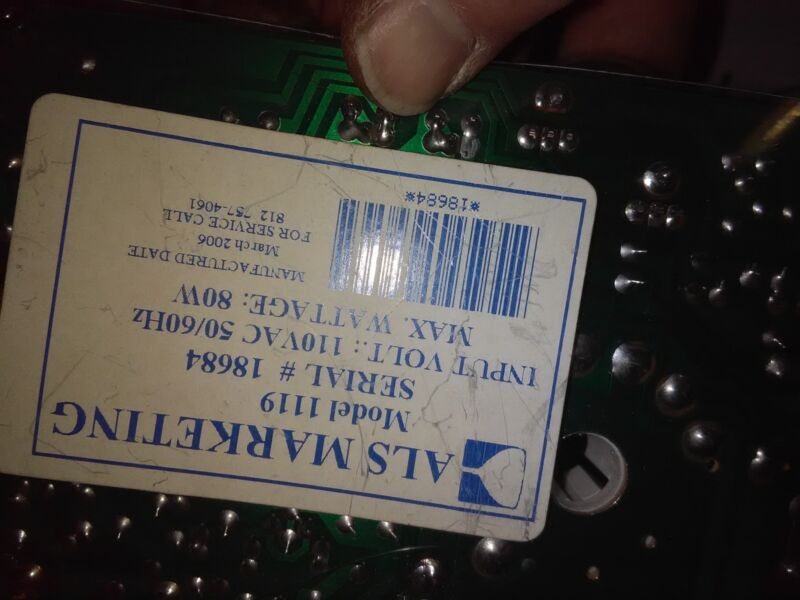 ALS MARKETING
Model 1119
SERIAL # 18684
INPUT VOLT.: 110VAC 50/60Hz
MAX. WATTAGE: 80W
MANUFACTURED DATE
March 2006
FOR SERVICE CALL
812 757-4061
*18684*